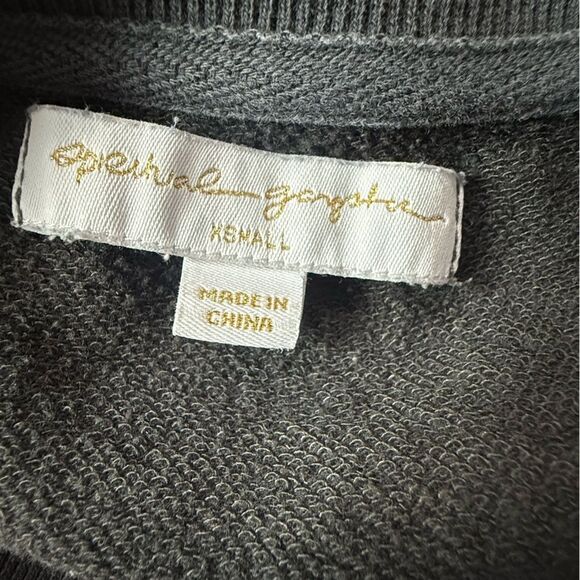 spiritual gangster
XSMALL
MADE IN
CHINA